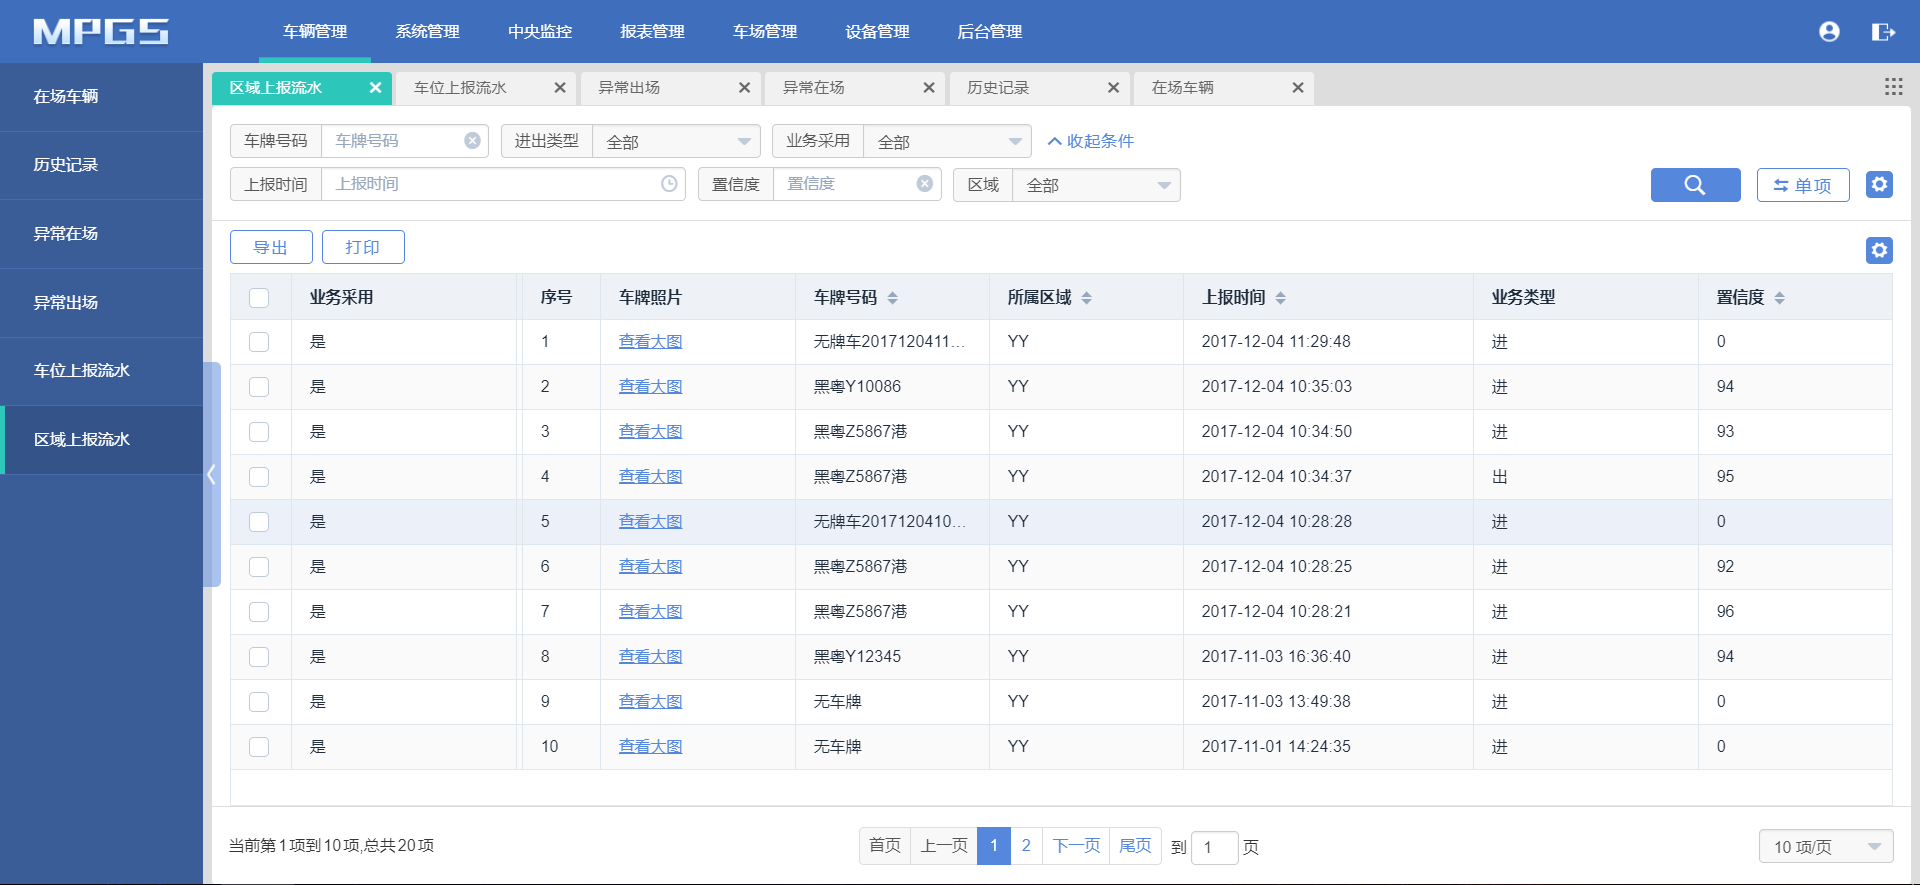 MPGS 车辆管理 系统管理 中央监控 报表管理 车场管理 设备管理 后台管理
在场车辆
历史记录
异常在场
异常出场
车位上报流水
区域上报流水
区域上报流水 车位上报流水 异常出场 异常在场 历史记录 在场车辆
车牌号码 车牌号码 进出类型 全部 业务采用 全部 收起条件
上报时间 上报时间 置信度 置信度 区域 全部 单项
导出 打印
业务采用 序号 车牌照片 车牌号码 所属区域 上报时间 业务类型 置信度
是 1 查看大图 无牌车2017120411... YY 2017-12-04 11:29:48 进 0
是 2 查看大图 黑粤Y10086 YY 2017-12-04 10:35:03 进 94
是 3 查看大图 黑粤Z5867港 YY 2017-12-04 10:34:50 进 93
是 4 查看大图 黑粤Z5867港 YY 2017-12-04 10:34:37 出 95
是 5 查看大图 无牌车2017120410... YY 2017-12-04 10:28:28 进 0
是 6 查看大图 黑粤Z5867港 YY 2017-12-04 10:28:25 进 92
是 7 查看大图 黑粤Z5867港 YY 2017-12-04 10:28:21 进 96
是 8 查看大图 黑粤Y12345 YY 2017-11-03 16:36:40 进 94
是 9 查看大图 无车牌 YY 2017-11-03 13:49:38 进 0
是 10 查看大图 无车牌 YY 2017-11-01 14:24:35 进 0
当前第1项到10项,总共20项 首页 上一页 1 2 下一页 尾页 到 1 页 10 项/页